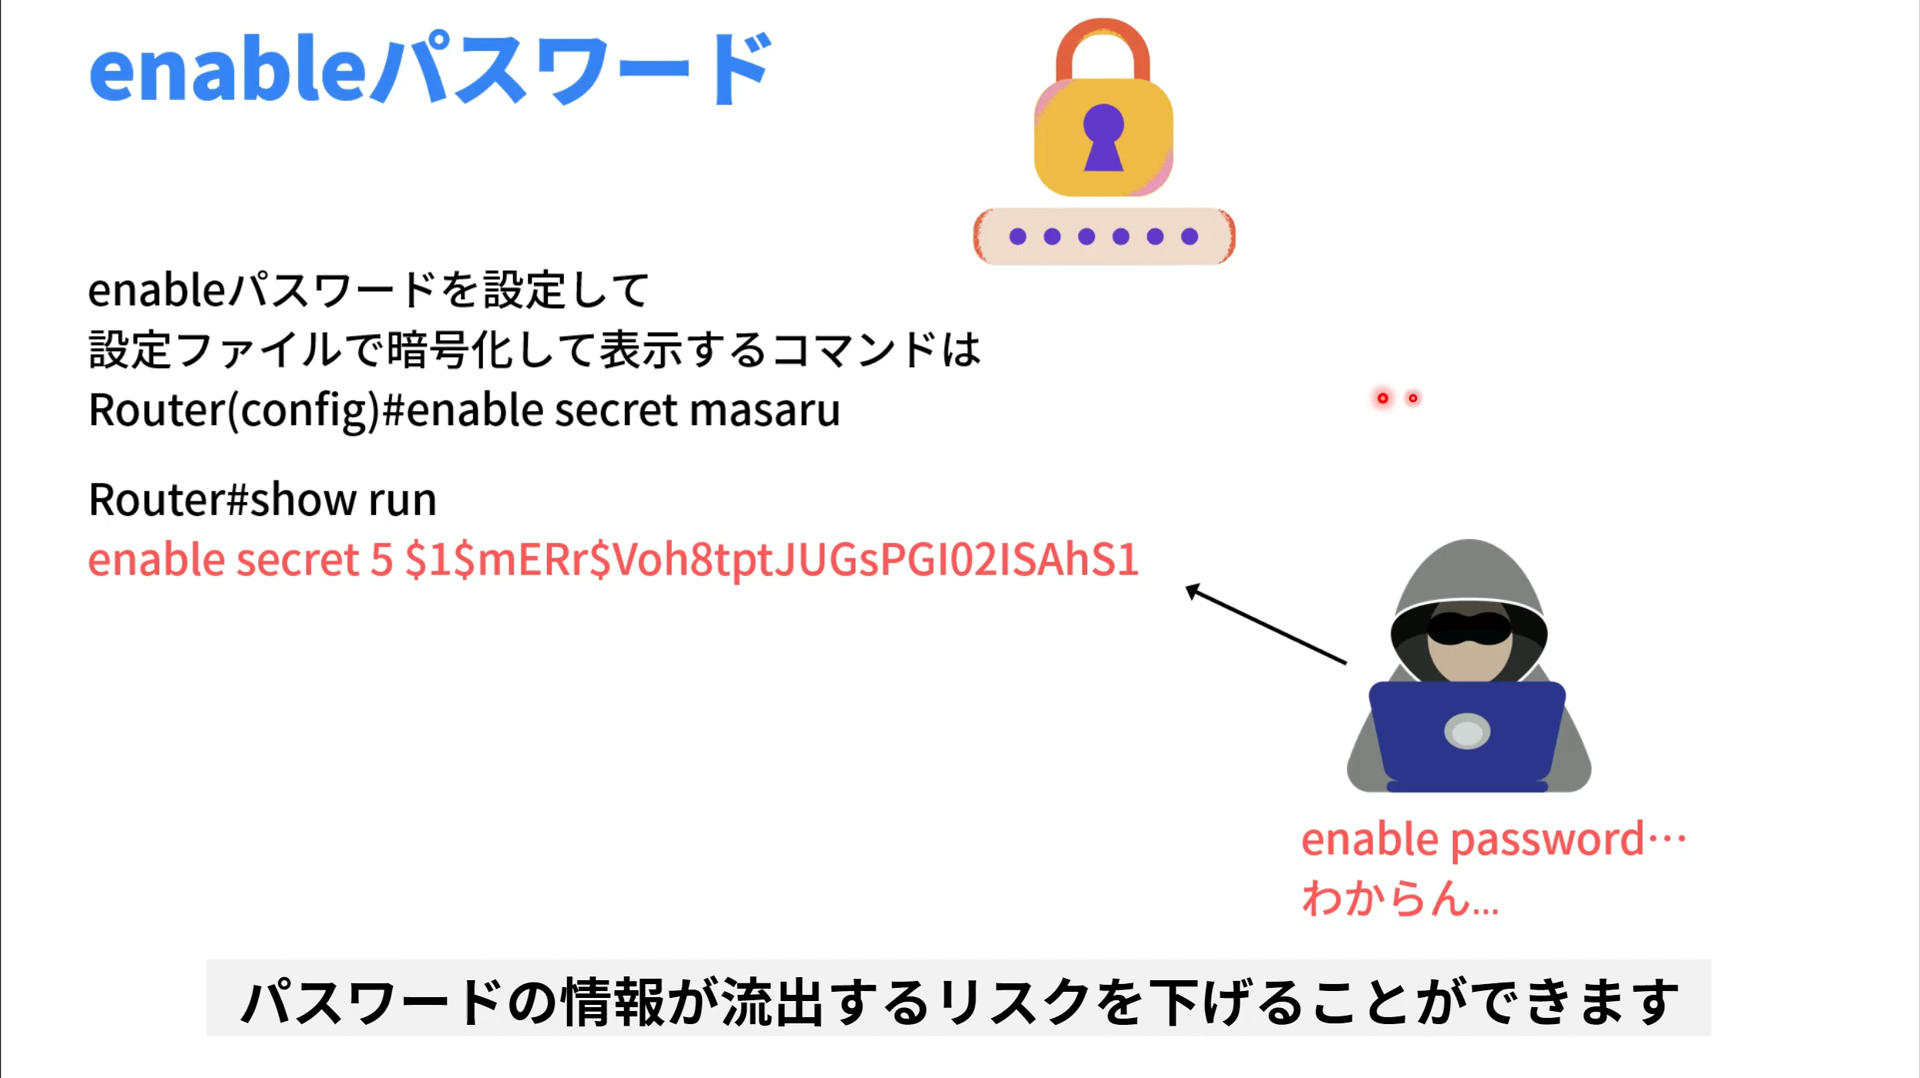 enableパスワード
enableパスワードを設定して
設定ファイルで暗号化して表示するコマンドは
Router(config)#enable secret masaru
Router#show run
enable secret 5 $1$mERr$Voh8tptJUGsPGI02ISAhS1
enable password…
わからん...
パスワードの情報が流出するリスクを下げることができます